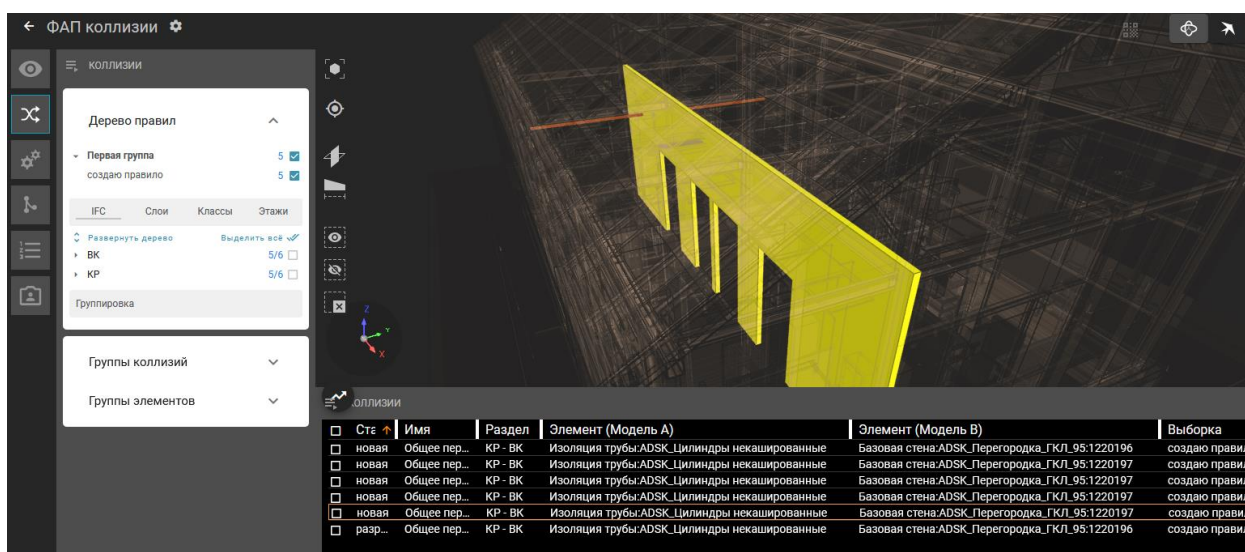 ФАП коллизии
коллизии
Дерево правил
Первая группа 5
создаю правило 5
IFC Слои Классы Этажи
Развернуть дерево Выделить всё
ВК 5/6
КР 5/6
Группировка
Группы коллизий
Группы элементов
Z
Y
X
коллизии
Ста Имя Раздел Элемент (Модель A) Элемент (Модель B) Выборка
новая Общее пер... КР - ВК Изоляция трубы:ADSK_Цилиндры некашированные Базовая стена:ADSK_Перегородка_ГКЛ_95:1220196 создаю прави
новая Общее пер... КР - ВК Изоляция трубы:ADSK_Цилиндры некашированные Базовая стена:ADSK_Перегородка_ГКЛ_95:1220197 создаю прави
новая Общее пер... КР - ВК Изоляция трубы:ADSK_Цилиндры некашированные Базовая стена:ADSK_Перегородка_ГКЛ_95:1220197 создаю прави
новая Общее пер... КР - ВК Изоляция трубы:ADSK_Цилиндры некашированные Базовая стена:ADSK_Перегородка_ГКЛ_95:1220197 создаю прави
новая Общее пер... КР - ВК Изоляция трубы:ADSK_Цилиндры некашированные Базовая стена:ADSK_Перегородка_ГКЛ_95:1220197 создаю прави
разр... Общее пер... КР - ВК Изоляция трубы:ADSK_Цилиндры некашированные Базовая стена:ADSK_Перегородка_ГКЛ_95:1220196 создаю прави